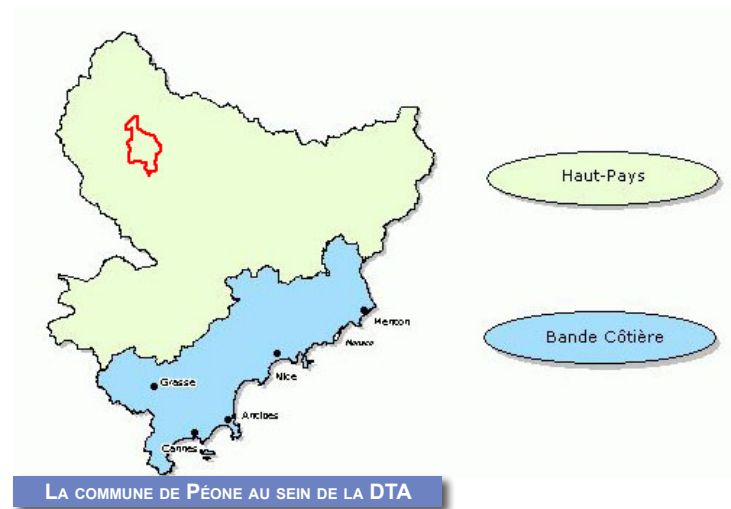 Haut-Pays
Bande Côtière
Menton
Monaco
Nice
Grasse
Antibes
Cannes
LA COMMUNE DE PÉONE AU SEIN DE LA DTA